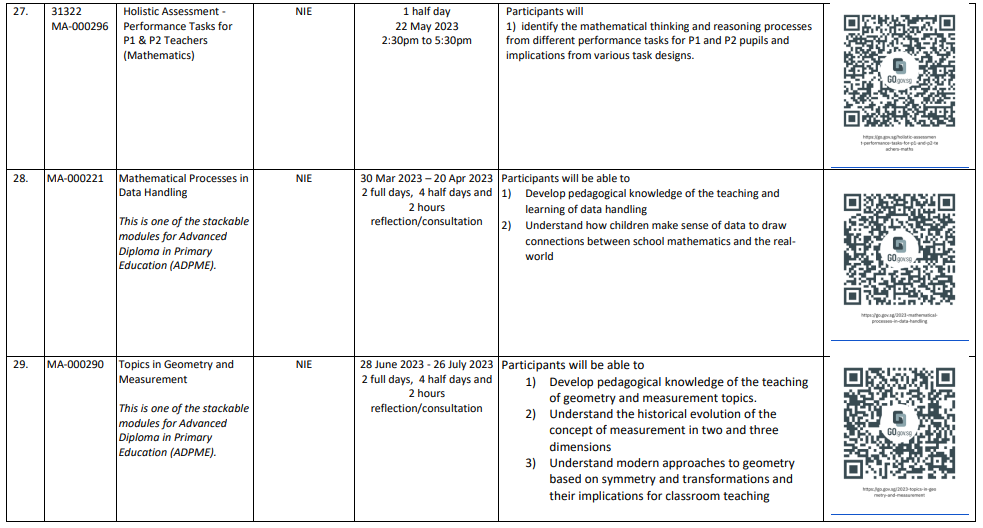 27.
31322
MA-000296
Holistic Assessment -
Performance Tasks for
P1 & P2 Teachers
(Mathematics)
NIE
1 half day
22 May 2023
2:30pm to 5:30pm
Participants will
1) identify the mathematical thinking and reasoning processes
from different performance tasks for P1 and P2 pupils and
implications from various task designs.
GOgov.sg
https://go.gov.sg/holistic-assessmen
t-performance-tasks-for-p1-and-p2-te
achers-maths
28.
MA-000221
Mathematical Processes in
Data Handling
This is one of the stackable
modules for Advanced
Diploma in Primary
Education (ADPME).
NIE
30 Mar 2023 – 20 Apr 2023
2 full days, 4 half days and
2 hours
reflection/consultation
Participants will be able to
1) Develop pedagogical knowledge of the teaching and
learning of data handling
2) Understand how children make sense of data to draw
connections between school mathematics and the real-
world
GOgov.sg
https://go.gov.sg/2023-mathematical-
processes-in-data-handling
29.
MA-000290
Topics in Geometry and
Measurement
This is one of the stackable
modules for Advanced
Diploma in Primary
Education (ADPME).
NIE
28 June 2023 - 26 July 2023
2 full days, 4 half days and
2 hours
reflection/consultation
Participants will be able to
1) Develop pedagogical knowledge of the teaching
of geometry and measurement topics.
2) Understand the historical evolution of the
concept of measurement in two and three
dimensions
3) Understand modern approaches to geometry
based on symmetry and transformations and
their implications for classroom teaching
GOgov.sg
https://go.gov.sg/2023-topics-in-geo
metry-and-measurement